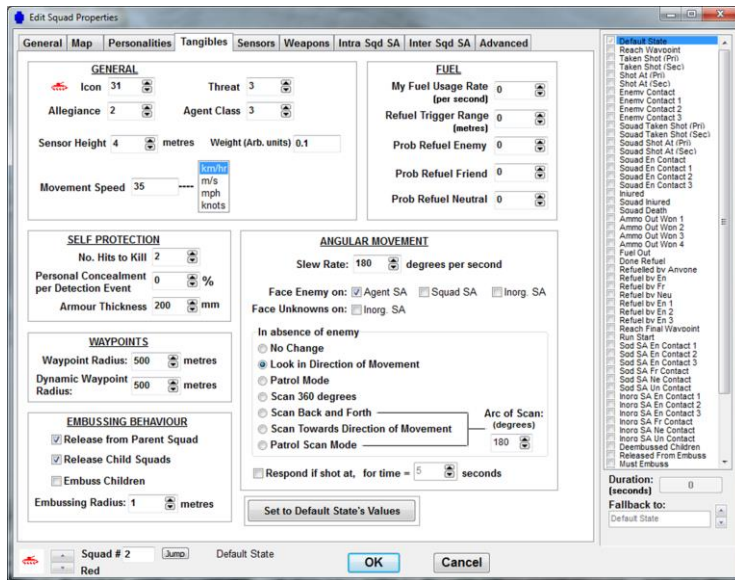 Edit Squad Properties
General Map Personalities Tangibles Sensors Weapons Intra Sqd SA Inter Sqd SA Advanced
GENERAL
Icon 31 Threat 3
Allegiance 2 Agent Class 3
Sensor Height 4 metres Weight (Arb. units) 0.1
Movement Speed 35 ---- km/hr
m/s
mph
knots
FUEL
My Fuel Usage Rate 0
(per second)
Refuel Trigger Range 0
(metres)
Prob Refuel Enemy 0
Prob Refuel Friend 0
Prob Refuel Neutral 0
SELF PROTECTION
No. Hits to Kill 2
Personal Concealment 0 %
per Detection Event
Armour Thickness 200 mm
WAYPOINTS
Waypoint Radius: 500 metres
Dynamic Waypoint 500 metres
Radius:
EMBUSSING BEHAVIOUR
Release from Parent Squad
Release Child Squads
Embuss Children
Embussing Radius: 1 metres
ANGULAR MOVEMENT
Slew Rate: 180 degrees per second
Face Enemy on: Agent SA Squad SA Inorg. SA
Face Unknowns on: Inorg. SA
In absence of enemy
No Change
Look in Direction of Movement
Patrol Mode
Scan 360 degrees
Scan Back and Forth
Scan Towards Direction of Movement
Patrol Scan Mode
Arc of Scan:
(degrees)
180
Respond if shot at, for time = 5 seconds
Set to Default State's Values
Default State
Reach Waypoint
Taken Shot (Pri)
Taken Shot (Sec)
Shot At (Pri)
Shot At (Sec)
Enemy Contact
Enemy Contact 1
Enemy Contact 2
Enemy Contact 3
Squad Taken Shot (Pri)
Squad Taken Shot (Sec)
Squad Shot At (Pri)
Squad Shot At (Sec)
Squad En Contact
Squad En Contact 1
Squad En Contact 2
Squad En Contact 3
Injured
Squad Injured
Squad Death
Ammo Out Won 1
Ammo Out Won 2
Ammo Out Won 3
Ammo Out Won 4
Fuel Out
Done Refuel
Refuelled by Anyone
Refuel by En
Refuel by Fr
Refuel by Neu
Refuel by En 1
Refuel by En 2
Refuel by En 3
Reach Final Waypoint
Run Start
Sqd SA En Contact 1
Sqd SA En Contact 2
Sqd SA En Contact 3
Sqd SA Fr Contact
Sqd SA Ne Contact
Sqd SA Un Contact
Inorg SA En Contact 1
Inorg SA En Contact 2
Inorg SA En Contact 3
Inorg SA Fr Contact
Inorg SA Ne Contact
Inorg SA Un Contact
Deembussed Children
Released From Embuss
Must Embuss
Duration: 0
(seconds)
Fallback to:
Default State
Squad # 2 Jump Default State
Red
OK Cancel